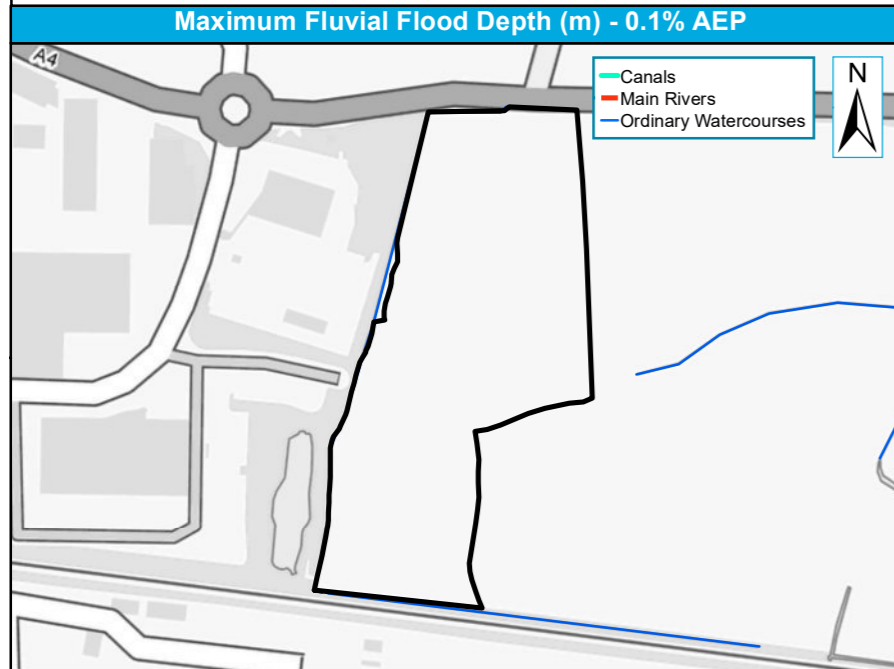 Maximum Fluvial Flood Depth (m) - 0.1% AEP
A4
Canals
Main Rivers
Ordinary Watercourses
N